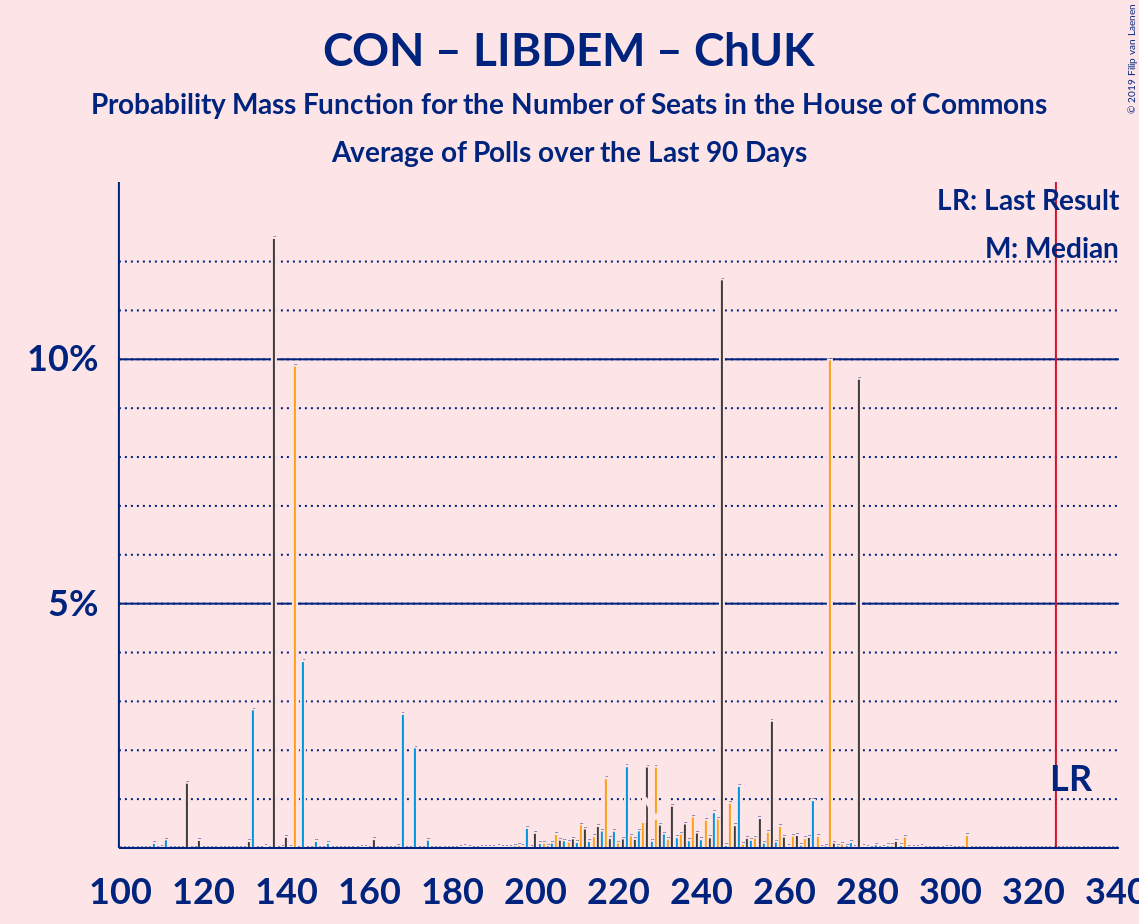 CON – LIBDEM – ChUK
Probability Mass Function for the Number of Seats in the House of Commons
Average of Polls over the Last 90 Days
© 2019 Filip van Laenen
LR: Last Result
M: Median
10%
5%
LR
100 120 140 160 180 200 220 240 260 280 300 320 340